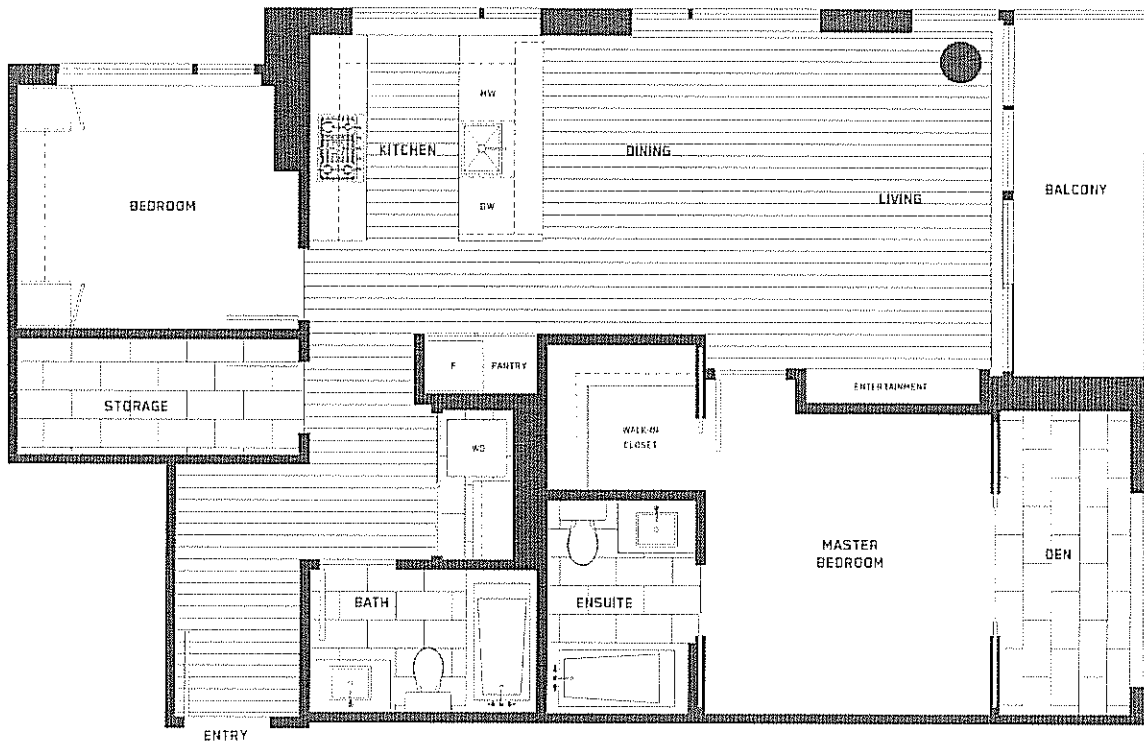 MW
KITCHEN
DINING
BEDROOM
DW
LIVING
BALCONY
F
PANTRY
ENTERTAINMENT
STORAGE
WALK-IN
CLOSET
WD
MASTER
BEDROOM
DEN
BATH
ENSUITE
ENTRY